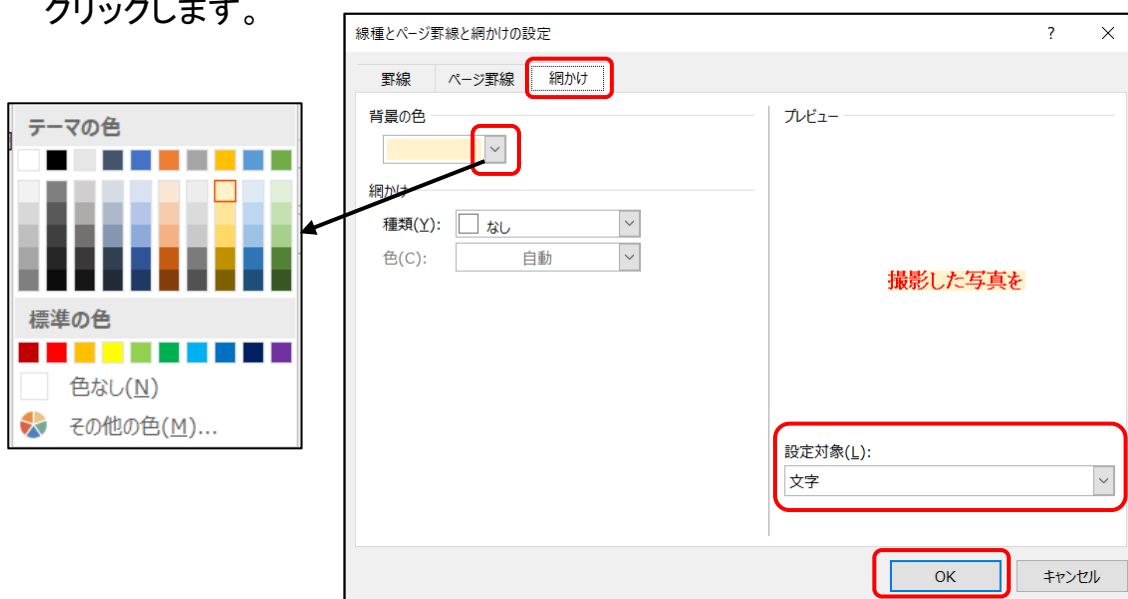 クリックします。
線種とページ罫線と網かけの設定
?
罫線 ページ罫線 網かけ
背景の色
網かけ
種類(Y): なし
色(C): 自動
プレビュー
撮影した写真を
設定対象(L):
文字
OK キャンセル
テーマの色
標準の色
色なし(N)
その他の色(M)...